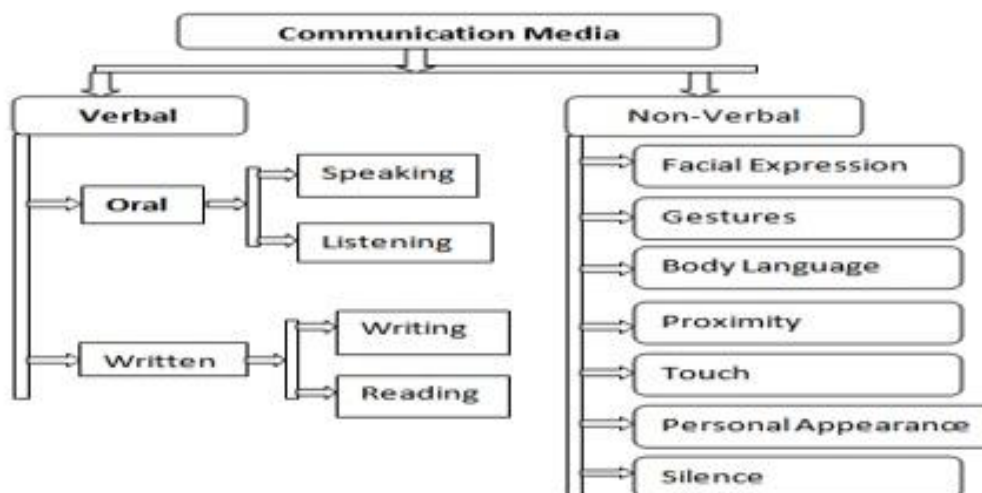 Communication Media
Verbal
Non-Verbal
Oral
Speaking
Listening
Written
Writing
Reading
Facial Expression
Gestures
Body Language
Proximity
Touch
Personal Appearance
Silence